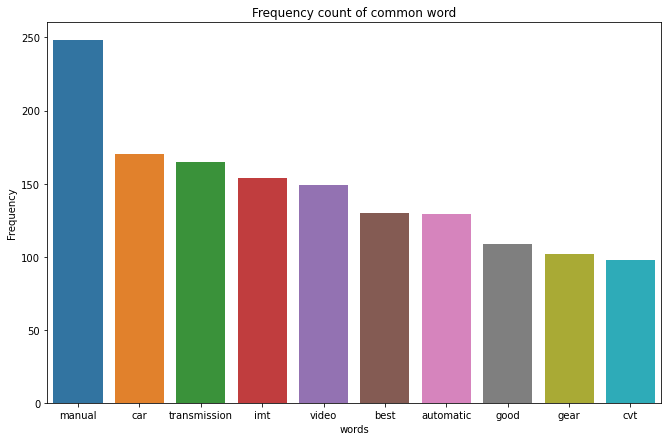 Frequency count of common word
Frequency
250
200
150
100
50
0
manual car transmission imt video best automatic good gear cvt
words